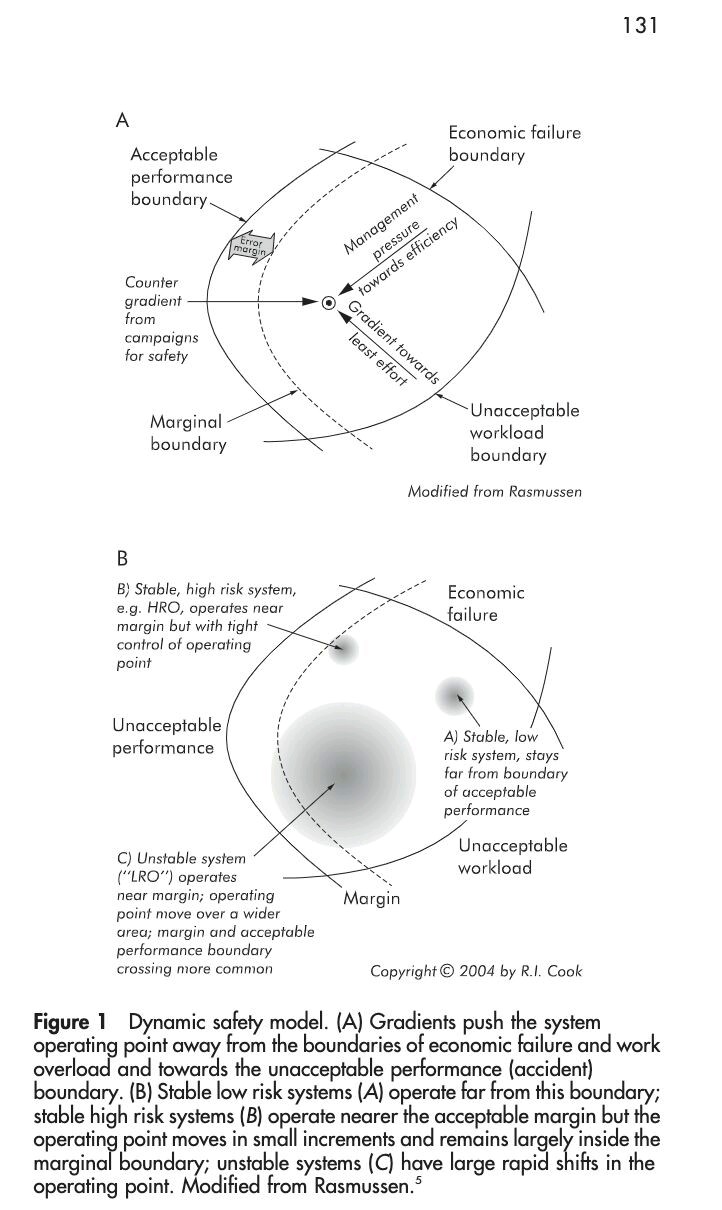 131
A
Acceptable
performance
boundary
Economic failure
boundary
Error
margin
Management
pressure
towards efficiency
Counter
gradient
from
campaigns
for safety
Gradient towards
least effort
Marginal
boundary
Unacceptable
workload
boundary
Modified from Rasmussen
B
B) Stable, high risk system,
e.g. HRO, operates near
margin but with tight
control of operating
point
Economic
failure
Unacceptable
performance
A) Stable, low
risk system, stays
far from boundary
of acceptable
performance
Unacceptable
workload
C) Unstable system
("LRO") operates
near margin; operating
point move over a wider
area; margin and acceptable
performance boundary
crossing more common
Margin
Copyright © 2004 by R.I. Cook
Figure 1 Dynamic safety model. (A) Gradients push the system
operating point away from the boundaries of economic failure and work
overload and towards the unacceptable performance (accident)
boundary. (B) Stable low risk systems (A) operate far from this boundary;
stable high risk systems (B) operate nearer the acceptable margin but the
operating point moves in small increments and remains largely inside the
marginal boundary; unstable systems (C) have large rapid shifts in the
operating point. Modified from Rasmussen.5